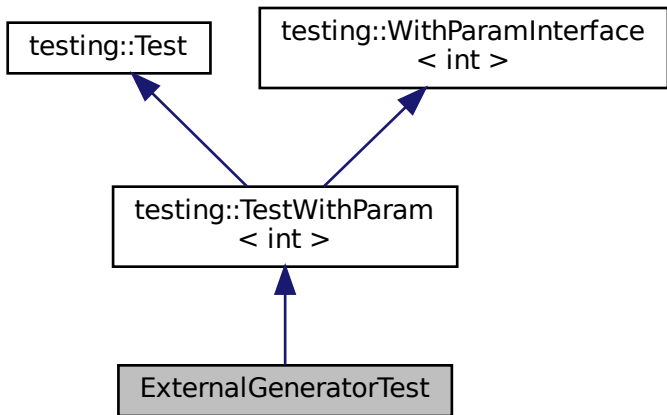 testing::Test
testing::WithParamInterface
< int >
testing::TestWithParam
< int >
ExternalGeneratorTest